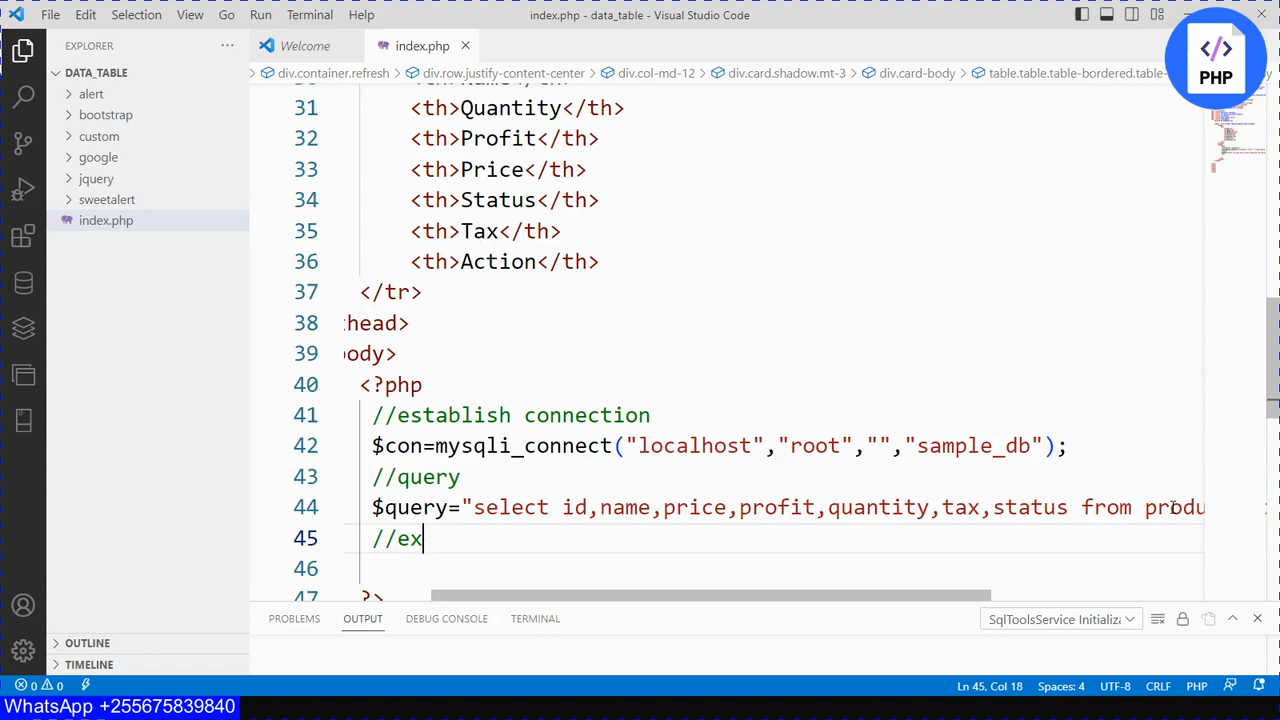 File Edit Selection View Go Run Terminal Help
index.php - data_table - Visual Studio Code
EXPLORER
Welcome
index.php
</>
PHP
DATA_TABLE
alert
bootstrap
custom
google
jquery
sweetalert
index.php
div.container.refresh div.row.justify-content-center div.col-md-12 div.card.shadow.mt-3 div.card-body table.table.table-bordered.table-
31 <th>Quantity</th>
32 <th>Profit</th>
33 <th>Price</th>
34 <th>Status</th>
35 <th>Tax</th>
36 <th>Action</th>
37 </tr>
38 head>
39 body>
40 <?php
41 //establish connection
42 $con=mysqli_connect("localhost","root","","sample_db");
43 //query
44 $query="select id,name,price,profit,quantity,tax,status from produ
45 //ex
46
47 ?>
PROBLEMS OUTPUT DEBUG CONSOLE TERMINAL
SqlToolsService Initializa
OUTLINE
TIMELINE
0 0
Ln 45, Col 18 Spaces: 4 UTF-8 CRLF PHP
WhatsApp +255675839840